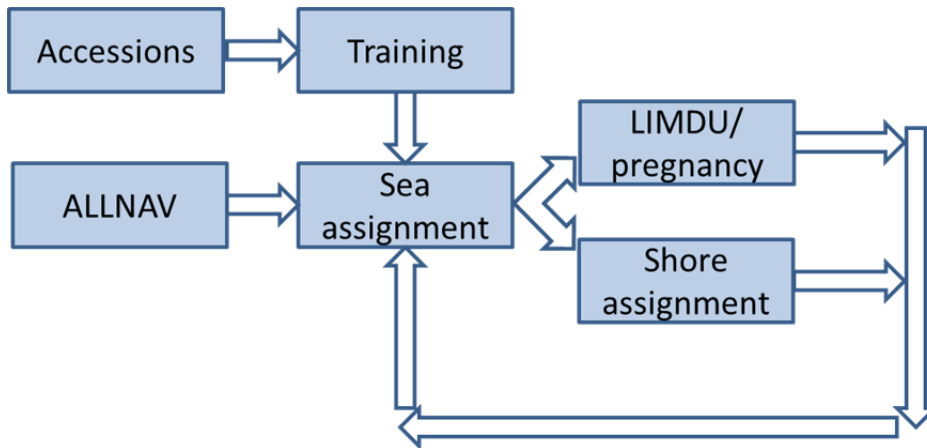 Accessions
Training
LIMDU/
pregnancy
ALLNAV
Sea
assignment
Shore
assignment